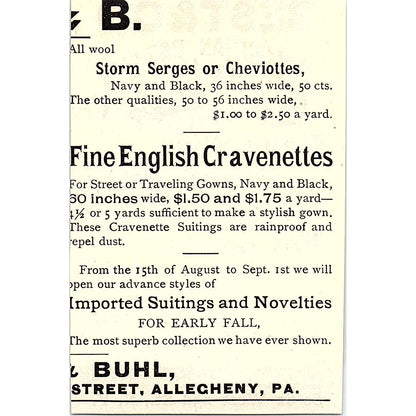 & B.
All wool
Storm Serges or Cheviottes,
Navy and Black, 36 inches wide, 50 cts.
The other qualities, 50 to 56 inches wide,
$1.00 to $2.50 a yard.
Fine English Cravenettes
For Street or Traveling Gowns, Navy and Black,
60 inches wide, $1.50 and $1.75 a yard—
4½ or 5 yards sufficient to make a stylish gown.
These Cravenette Suitings are rainproof and
repel dust.
From the 15th of August to Sept. 1st we will
open our advance styles of
Imported Suitings and Novelties
FOR EARLY FALL,
The most superb collection we have ever shown.
& BUHL,
STREET, ALLEGHENY, PA.